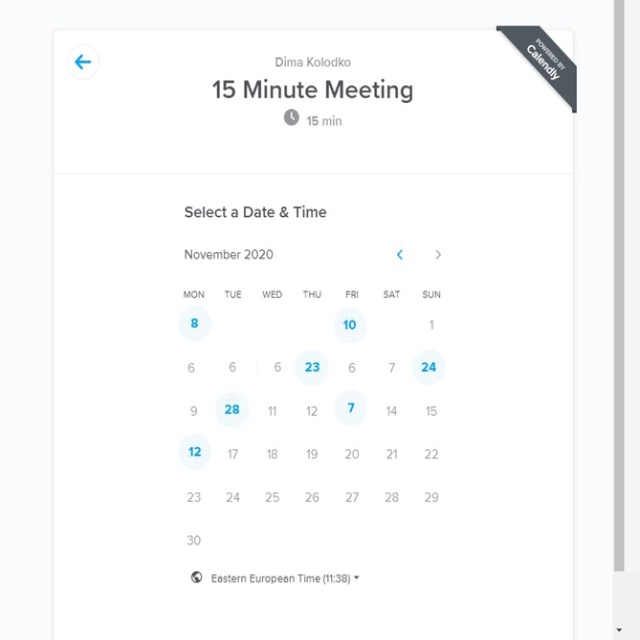 POWERED BY
Calendly
Dima Kolodko
15 Minute Meeting
15 min
Select a Date & Time
November 2020
MON TUE WED THU FRI SAT SUN
8 10 1
6 6 6 23 6 7 24
9 28 11 12 7 14 15
12 17 18 19 20 21 22
23 24 25 26 27 28 29
30
Eastern European Time (11:38)